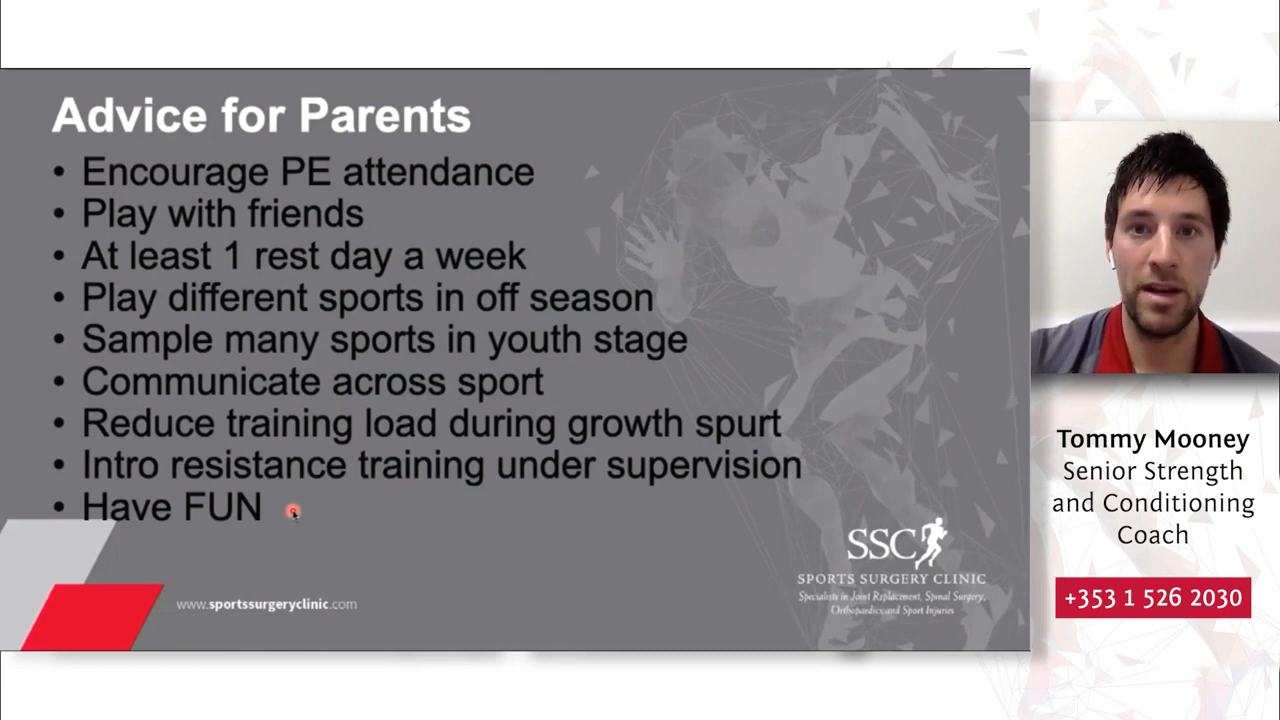 Advice for Parents
• Encourage PE attendance
• Play with friends
• At least 1 rest day a week
• Play different sports in off season
• Sample many sports in youth stage
• Communicate across sport
• Reduce training load during growth spurt
• Intro resistance training under supervision
• Have FUN
www.sportssurgeryclinic.com
SSC
SPORTS SURGERY CLINIC
Specialists in Joint Replacement, Spinal Surgery,
Orthopaedics and Sport Injuries
Tommy Mooney
Senior Strength
and Conditioning
Coach
+353 1 526 2030